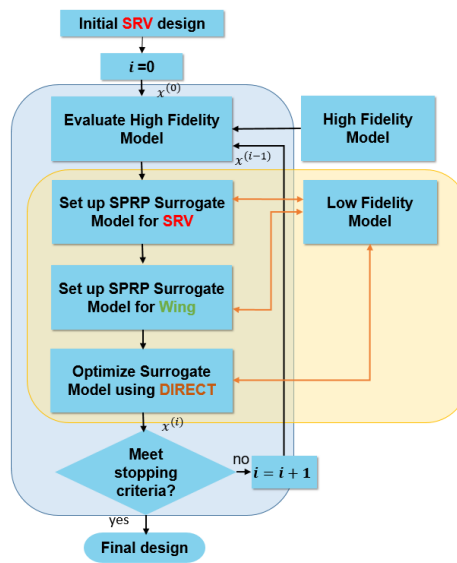 Initial SRV design
i =0
x^(0)
Evaluate High Fidelity
Model
High Fidelity
Model
x^(i−1)
Set up SPRP Surrogate
Model for SRV
Low Fidelity
Model
Set up SPRP Surrogate
Model for Wing
Optimize Surrogate
Model using DIRECT
x^(i)
Meet
stopping
criteria?
no
i = i + 1
yes
Final design